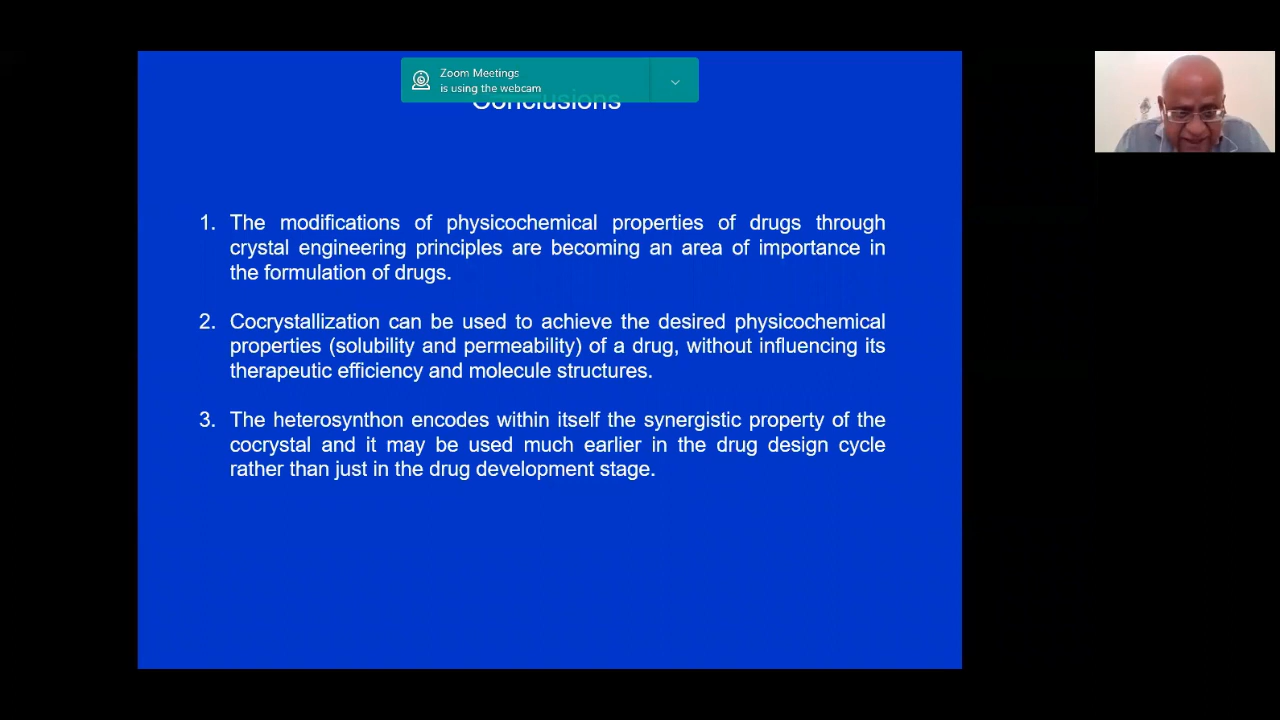 Zoom Meetings
is using the webcam
Conclusions
1. The modifications of physicochemical properties of drugs through
crystal engineering principles are becoming an area of importance in
the formulation of drugs.
2. Cocrystallization can be used to achieve the desired physicochemical
properties (solubility and permeability) of a drug, without influencing its
therapeutic efficiency and molecule structures.
3. The heterosynthon encodes within itself the synergistic property of the
cocrystal and it may be used much earlier in the drug design cycle
rather than just in the drug development stage.